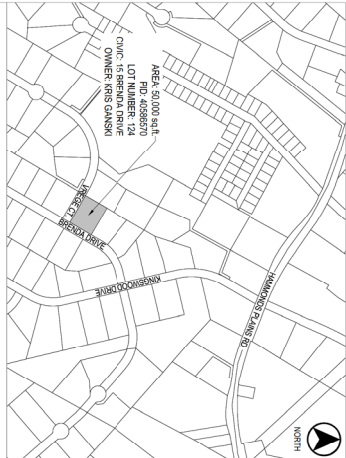 AREA: 50,000 sq.ft.
PID: 40586570
LOT NUMBER: 124
CIVIC: 15 BRENDA DRIVE
OWNER: KRIS GANSKI
HAMMONDS PLAINS RD
KINGSWOOD DRIVE
BRENDA DRIVE
NORTH